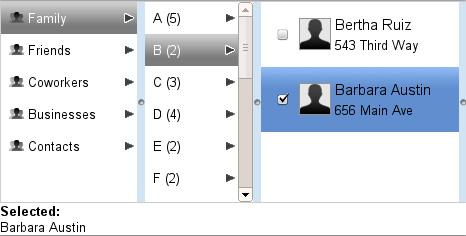 Family
Friends
Coworkers
Businesses
Contacts
A (5)
B (2)
C (3)
D (4)
E (2)
F (2)
Bertha Ruiz
543 Third Way
Barbara Austin
656 Main Ave
Selected:
Barbara Austin